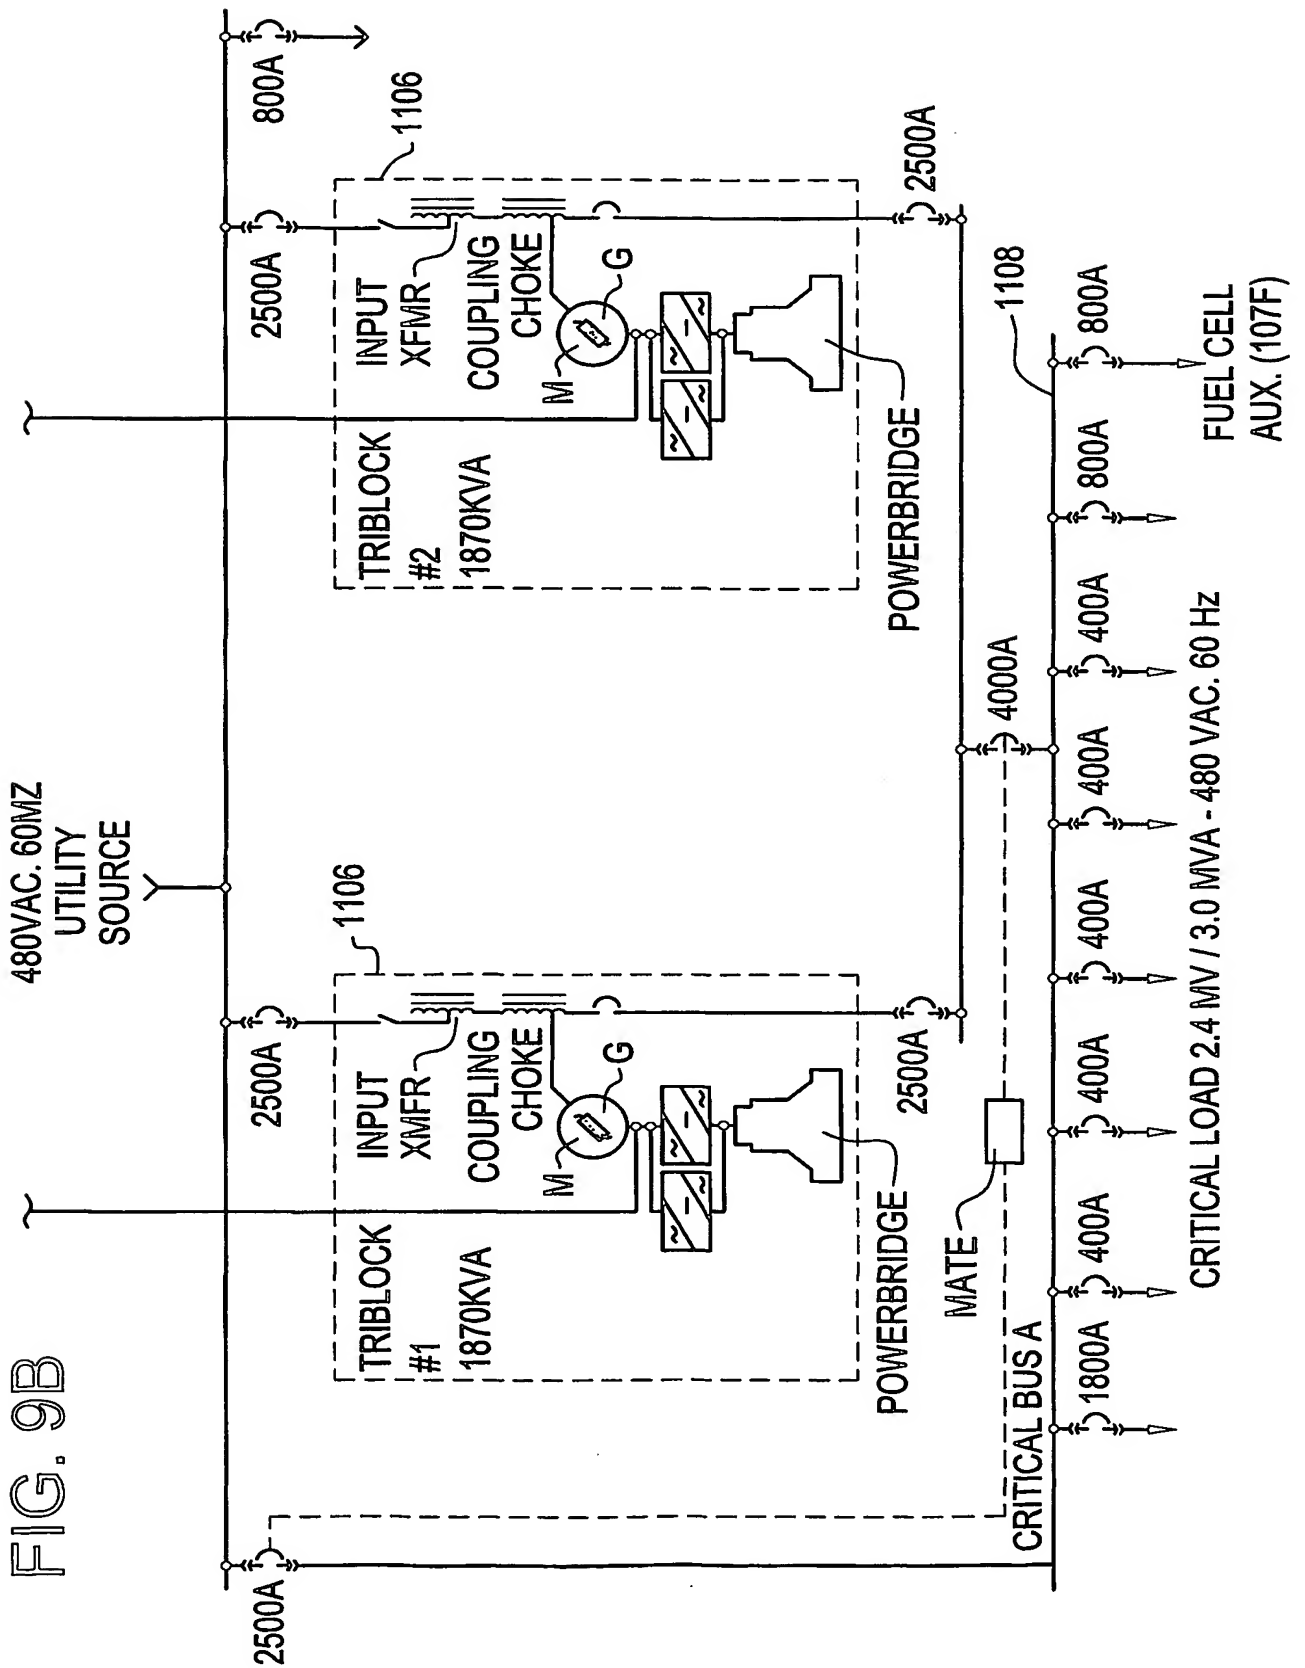 FIG. 9B
480VAC. 60MZ
UTILITY
SOURCE
2500A
2500A
2500A
800A
1106
1106
INPUT
XMFR
COUPLING
CHOKE
G
M
TRIBLOCK
#1
1870KVA
POWERBRIDGE
2500A
INPUT
XFMR
COUPLING
CHOKE
G
M
TRIBLOCK
#2
1870KVA
POWERBRIDGE
2500A
MATE
4000A
1108
CRITICAL BUS A
1800A
400A
400A
400A
400A
400A
800A
800A
CRITICAL LOAD 2.4 MV / 3.0 MVA - 480 VAC. 60 Hz
FUEL CELL
AUX. (107F)